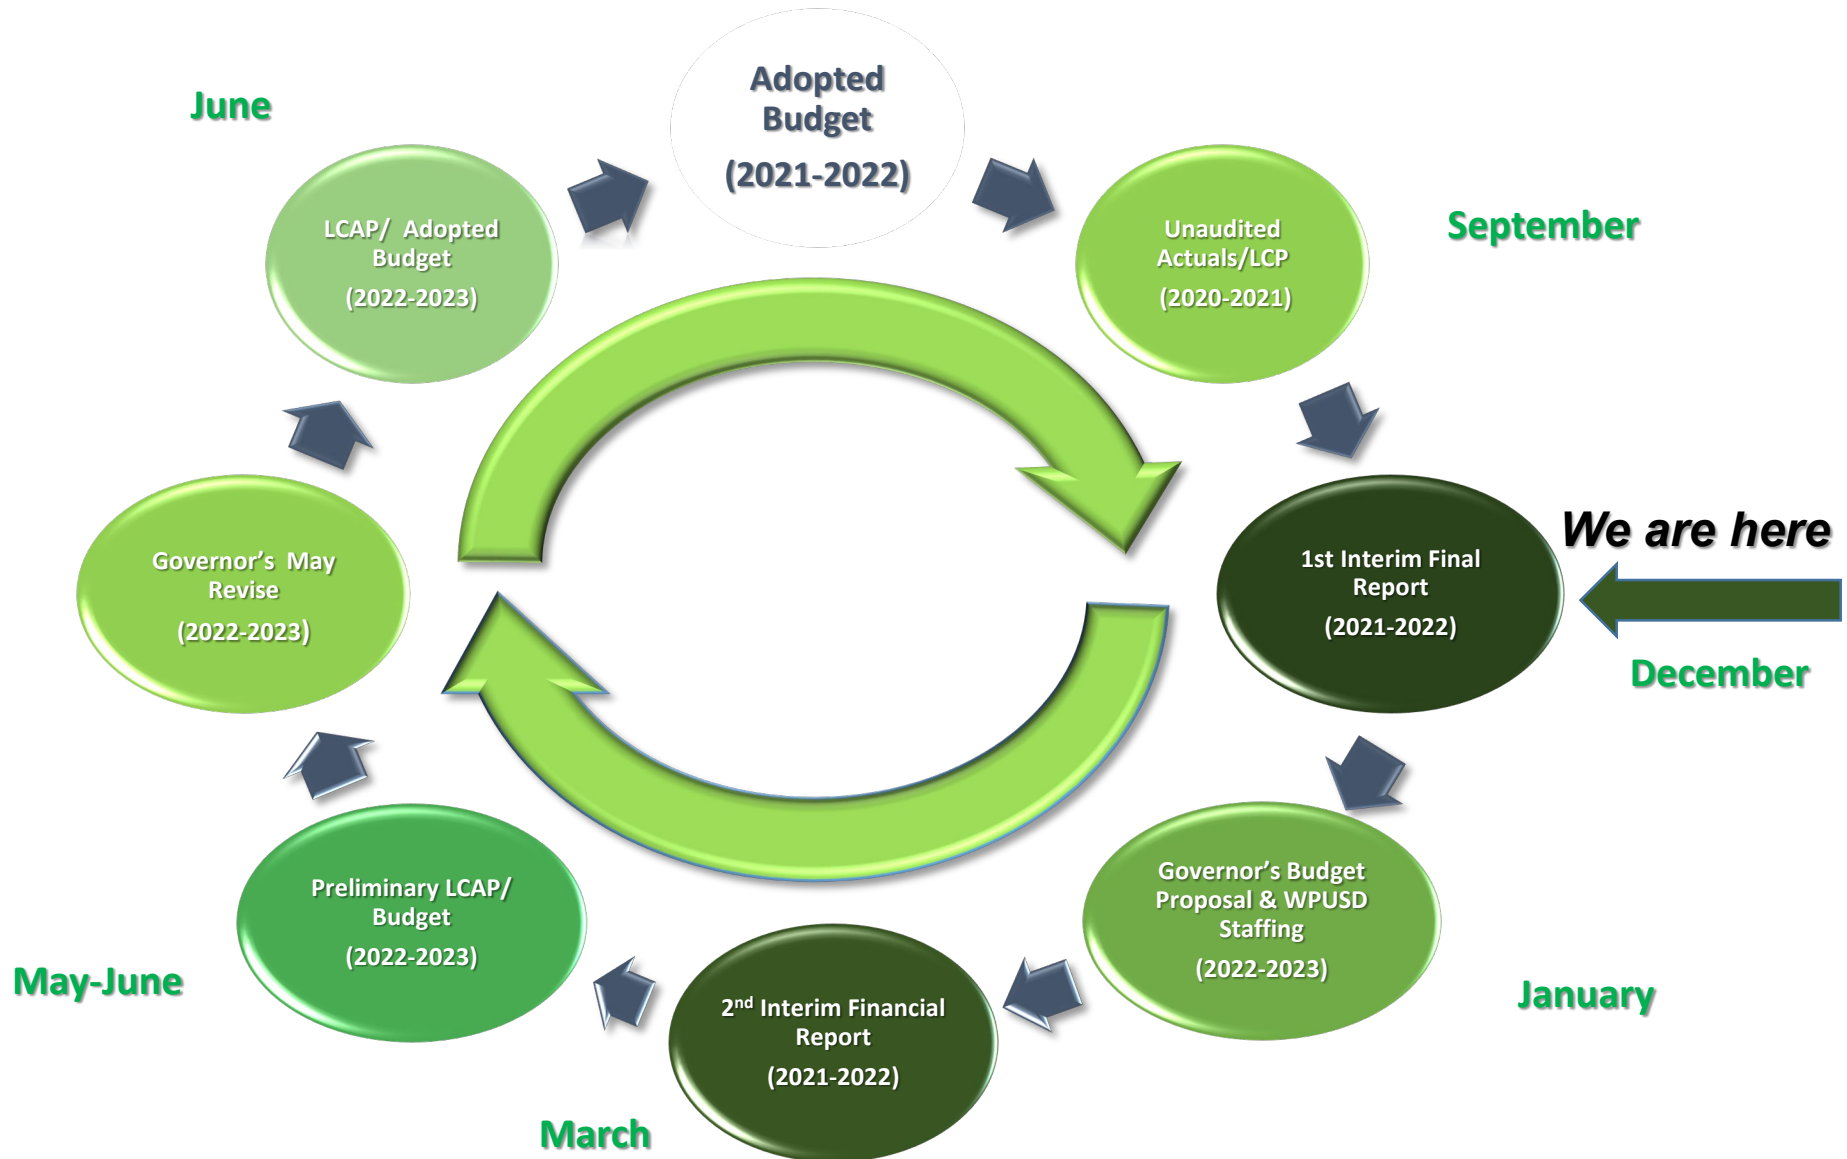 Adopted
Budget
(2021-2022)
June
LCAP/ Adopted
Budget
(2022-2023)
Unaudited
Actuals/LCP
(2020-2021)
September
Governor's May
Revise
(2022-2023)
1st Interim Final
Report
(2021-2022)
We are here
December
Preliminary LCAP/
Budget
(2022-2023)
Governor's Budget
Proposal & WPUSD
Staffing
(2022-2023)
May-June
2nd Interim Financial
Report
(2021-2022)
January
March